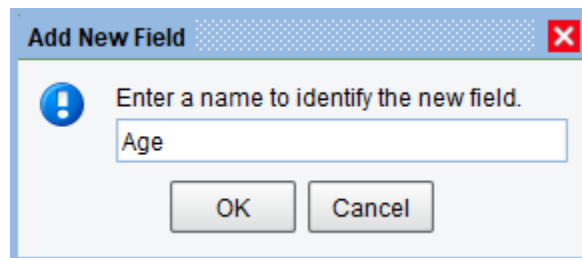 Add New Field
Enter a name to identify the new field.
Age
OK Cancel